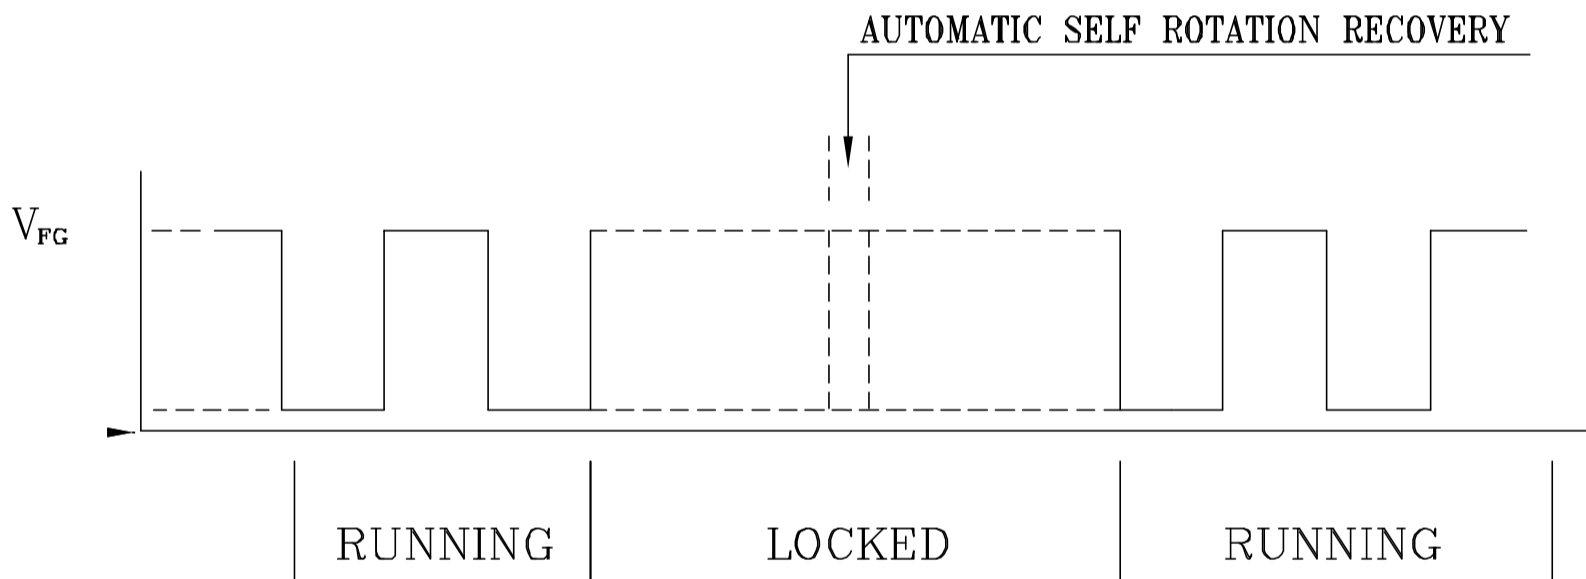 AUTOMATIC SELF ROTATION RECOVERY
VFG
RUNNING
LOCKED
RUNNING